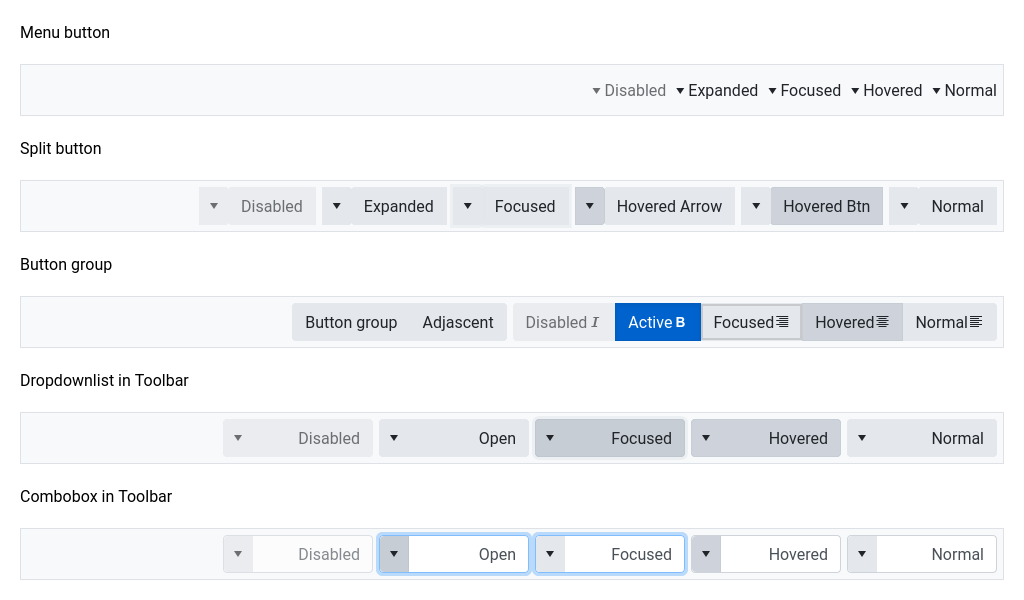 Menu button
Disabled Expanded Focused Hovered Normal
Split button
Disabled Expanded Focused Hovered Arrow Hovered Btn Normal
Button group
Button group Adjascent Disabled I Active B Focused Hovered Normal
Dropdownlist in Toolbar
Disabled Open Focused Hovered Normal
Combobox in Toolbar
Disabled Open Focused Hovered Normal